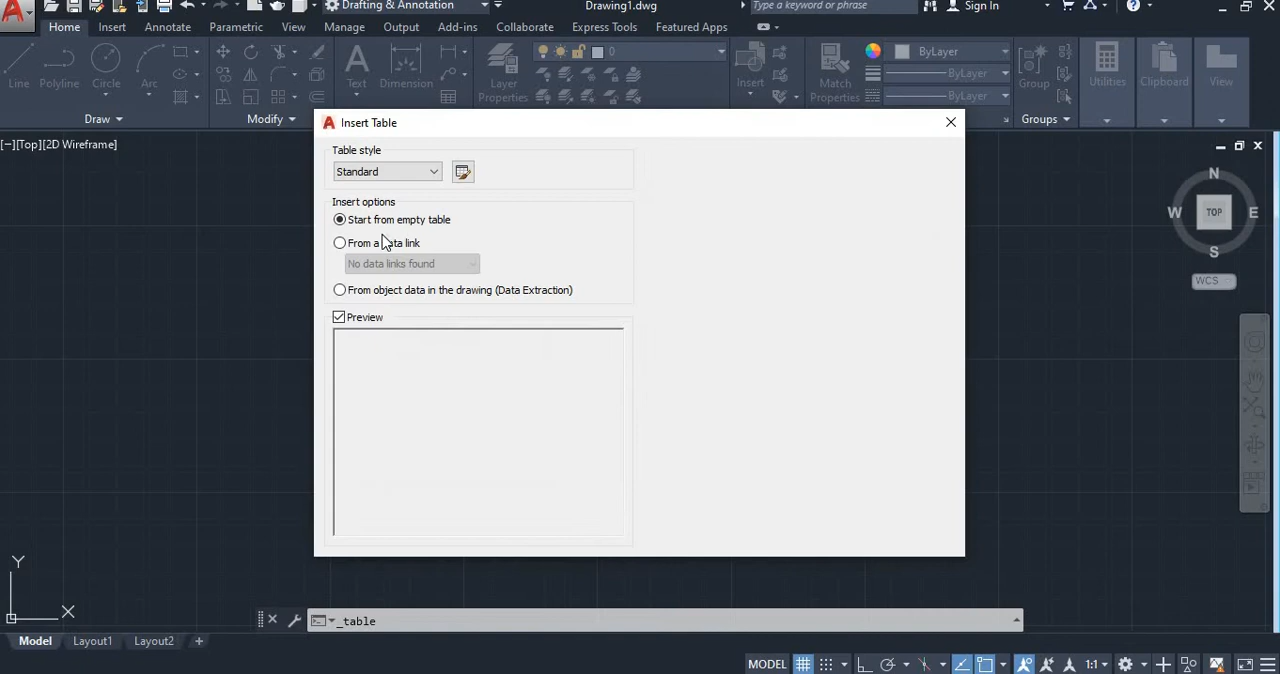 Drafting & Annotation
Drawing1.dwg
Type a keyword or phrase
Sign In
Home
Insert
Annotate
Parametric
View
Manage
Output
Add-ins
Collaborate
Express Tools
Featured Apps
Line
Polyline
Circle
Arc
Text
Dimension
Layer
Properties
0
Insert
Match
Properties
ByLayer
ByLayer
ByLayer
Group
Utilities
Clipboard
View
Draw
Modify
Groups
Insert Table
[−][Top][2D Wireframe]
Table style
Standard
Insert options
Start from empty table
From a data link
No data links found
From object data in the drawing (Data Extraction)
Preview
N
W
TOP
E
S
WCS
Y
X
_table
Model
Layout1
Layout2
+
MODEL
1:1